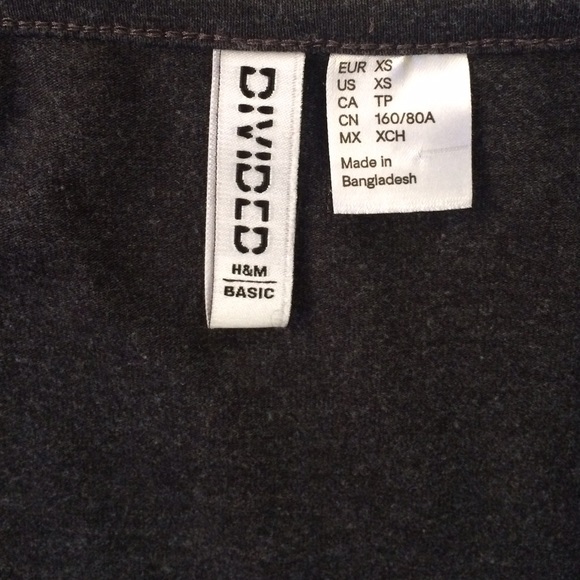 DIVIDED
H&M
BASIC
EUR XS
US XS
CA TP
CN 160/80A
MX XCH
Made in
Bangladesh